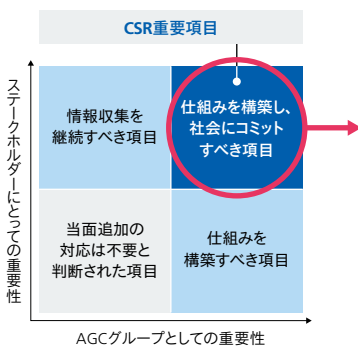 CSR重要項目
ステークホルダーにとっての重要性
情報収集を
継続すべき項目
仕組みを構築し、
社会にコミット
すべき項目
当面追加の
対応は不要と
判断された項目
仕組みを
構築すべき項目
AGCグループとしての重要性